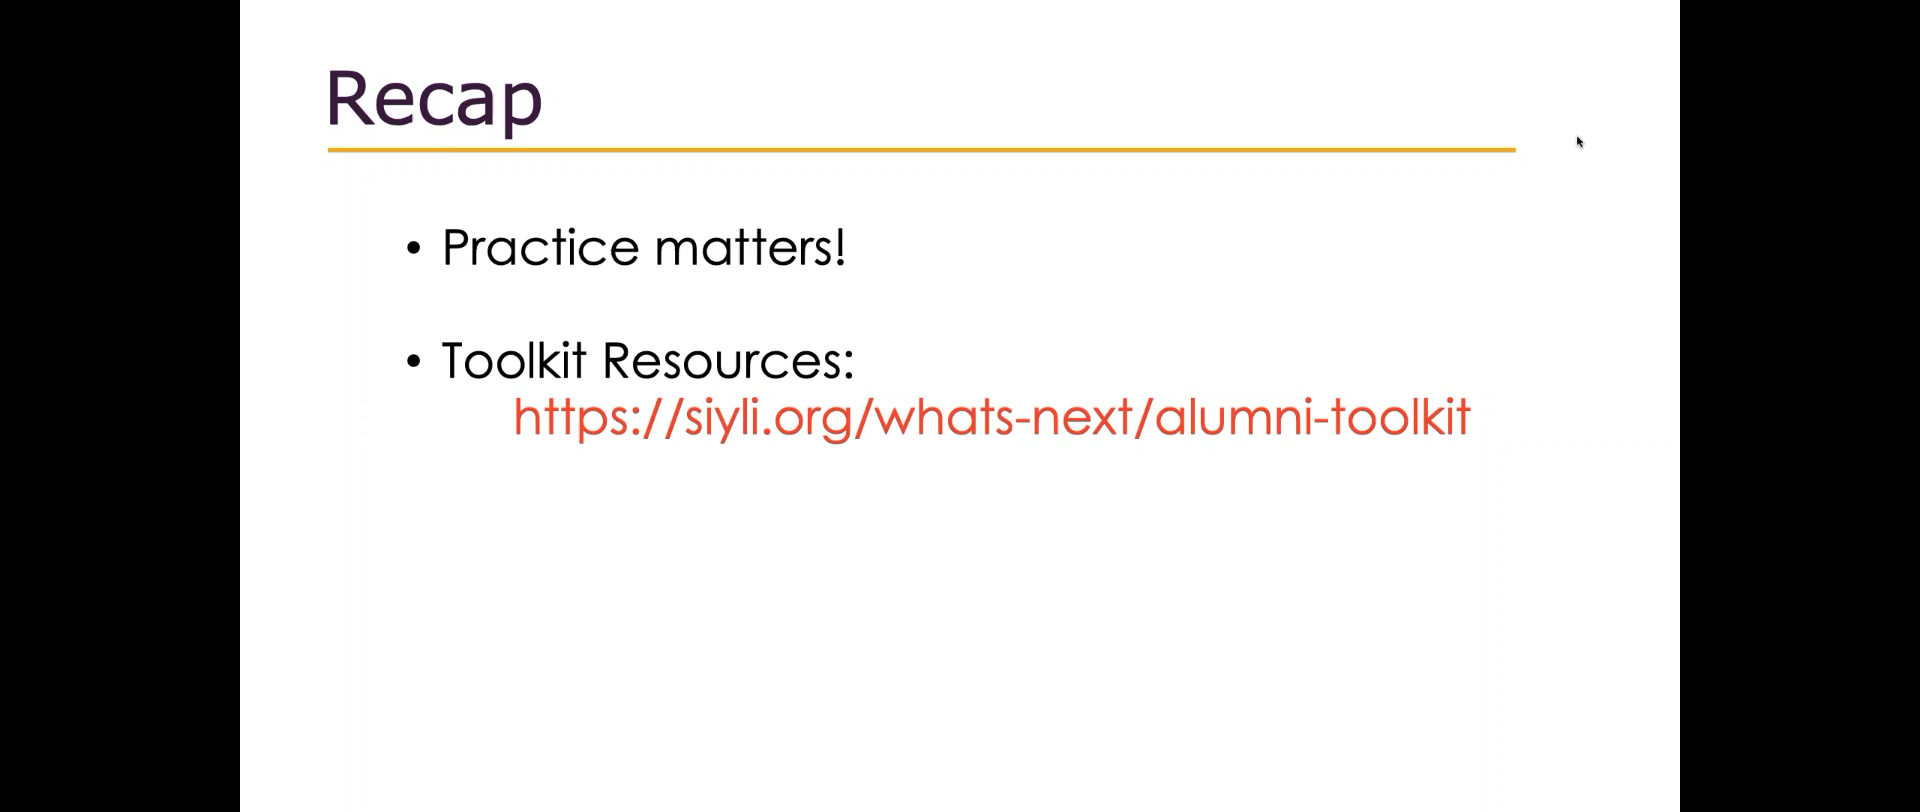 Recap
• Practice matters!
• Toolkit Resources:
https://siyli.org/whats-next/alumni-toolkit